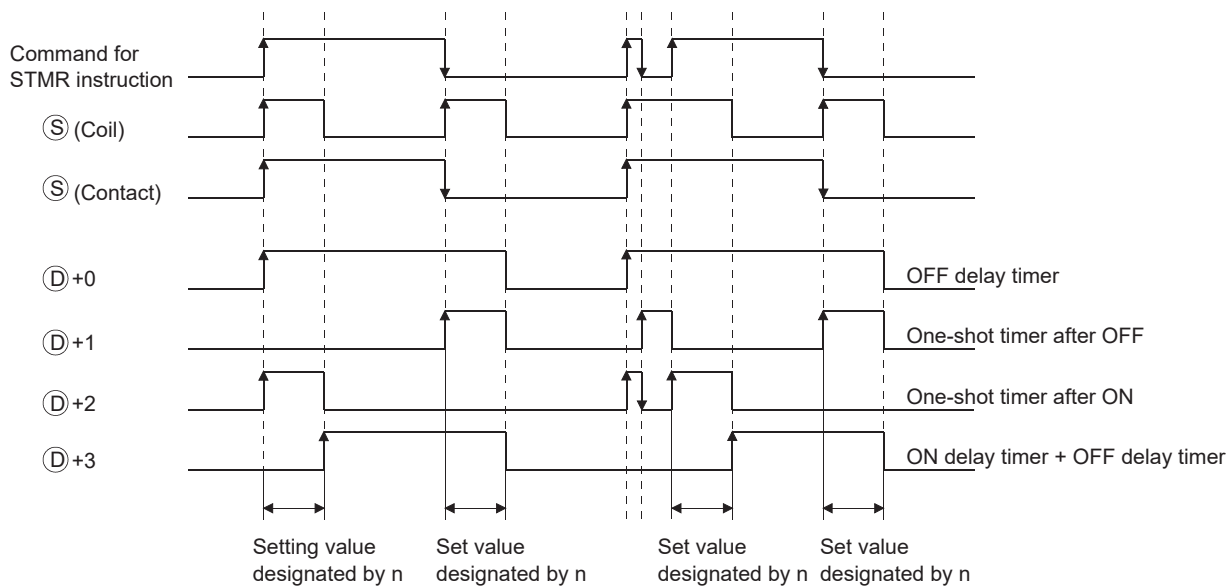 Command for
STMR instruction
Ⓢ (Coil)
Ⓢ (Contact)
Ⓓ+0
OFF delay timer
Ⓓ+1
One-shot timer after OFF
Ⓓ+2
One-shot timer after ON
Ⓓ+3
ON delay timer + OFF delay timer
Setting value
designated by n
Set value
designated by n
Set value
designated by n
Set value
designated by n